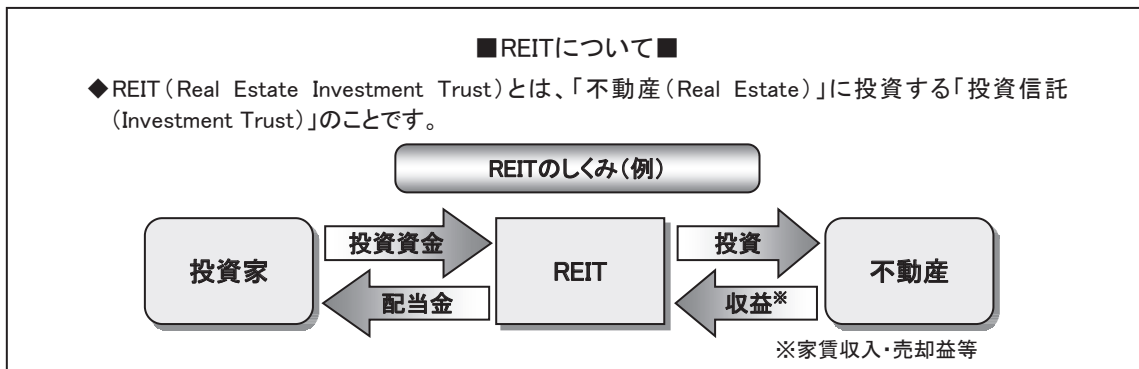 ■REITについて■
◆REIT(Real Estate Investment Trust)とは、「不動産(Real Estate)」に投資する「投資信託
(Investment Trust)」のことです。
REITのしくみ(例)
投資資金
投資
投資家
REIT
不動産
配当金
収益※
※家賃収入・売却益等